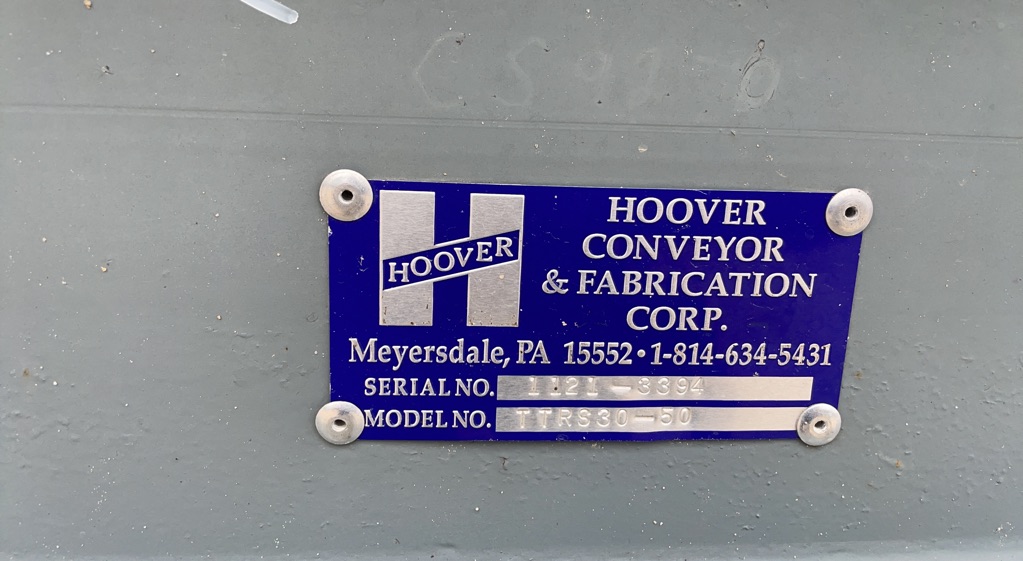 HOOVER
HOOVER
CONVEYOR
& FABRICATION
CORP.
Meyersdale, PA 15552 • 1-814-634-5431
SERIAL NO. 1121-3394
MODEL NO. TTRS30-50